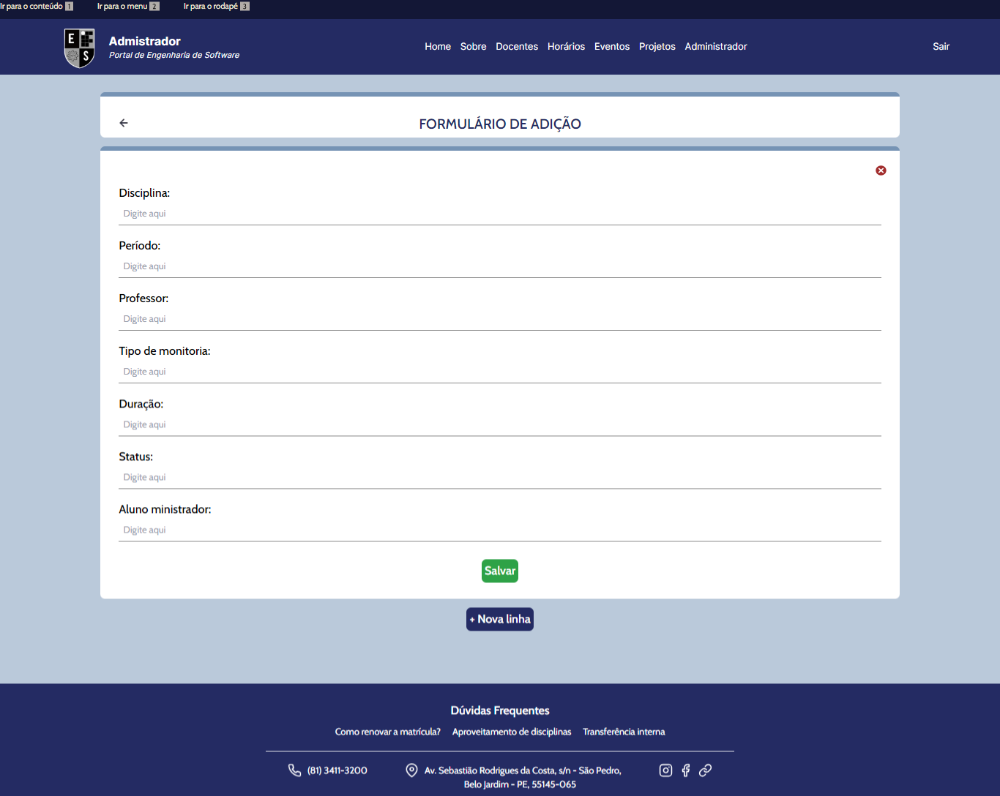 Ir para o conteúdo 1 Ir para o menu 2 Ir para o rodapé 3
E
S
Admistrador
Portal de Engenharia de Software
Home Sobre Docentes Horários Eventos Projetos Administrador Sair
FORMULÁRIO DE ADIÇÃO
Disciplina:
Digite aqui
Período:
Digite aqui
Professor:
Digite aqui
Tipo de monitoria:
Digite aqui
Duração:
Digite aqui
Status:
Digite aqui
Aluno ministrador:
Digite aqui
Salvar
+ Nova linha
Dúvidas Frequentes
Como renovar a matrícula? Aproveitamento de disciplinas Transferência interna
(81) 3411-3200 Av. Sebastião Rodrigues da Costa, s/n - São Pedro,
Belo Jardim - PE, 55145-065